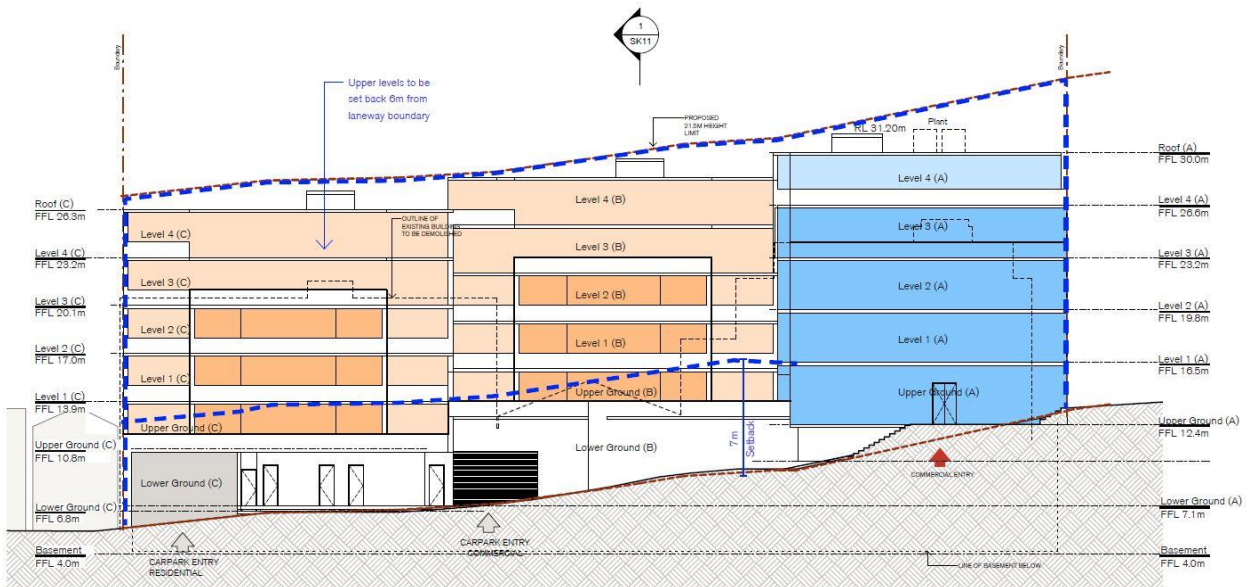 1
SK11
Boundry
Boundry
Upper levels to be
set back 6m from
laneway boundary
PROPOSED
21.5M HEIGHT
LIMIT
RL 31.20m
Plant
Roof (A)
FFL 30.0m
Level 4 (A)
FFL 26.6m
Level 3 (A)
FFL 23.2m
Level 2 (A)
FFL 19.8m
Level 1 (A)
FFL 16.5m
Upper Ground (A)
FFL 12.4m
Lower Ground (A)
FFL 7.1m
Basement
FFL 4.0m
Roof (C)
FFL 26.3m
Level 4 (C)
FFL 23.2m
Level 3 (C)
FFL 20.1m
Level 2 (C)
FFL 17.0m
Level 1 (C)
FFL 13.9m
Upper Ground (C)
FFL 10.8m
Lower Ground (C)
FFL 6.8m
Basement
FFL 4.0m
OUTLINE OF
EXISTING BUILDING
TO BE DEMOLISHED
Level 4 (C)
Level 3 (C)
Level 2 (C)
Level 1 (C)
Upper Ground (C)
Lower Ground (C)
Level 4 (B)
Level 3 (B)
Level 2 (B)
Level 1 (B)
Upper Ground (B)
Lower Ground (B)
Level 4 (A)
Level 3 (A)
Level 2 (A)
Level 1 (A)
Upper Ground (A)
7m
Setback
COMMERCIAL ENTRY
CARPARK ENTRY
COMMERCIAL
CARPARK ENTRY
RESIDENTIAL
LINE OF BASEMENT BELOW